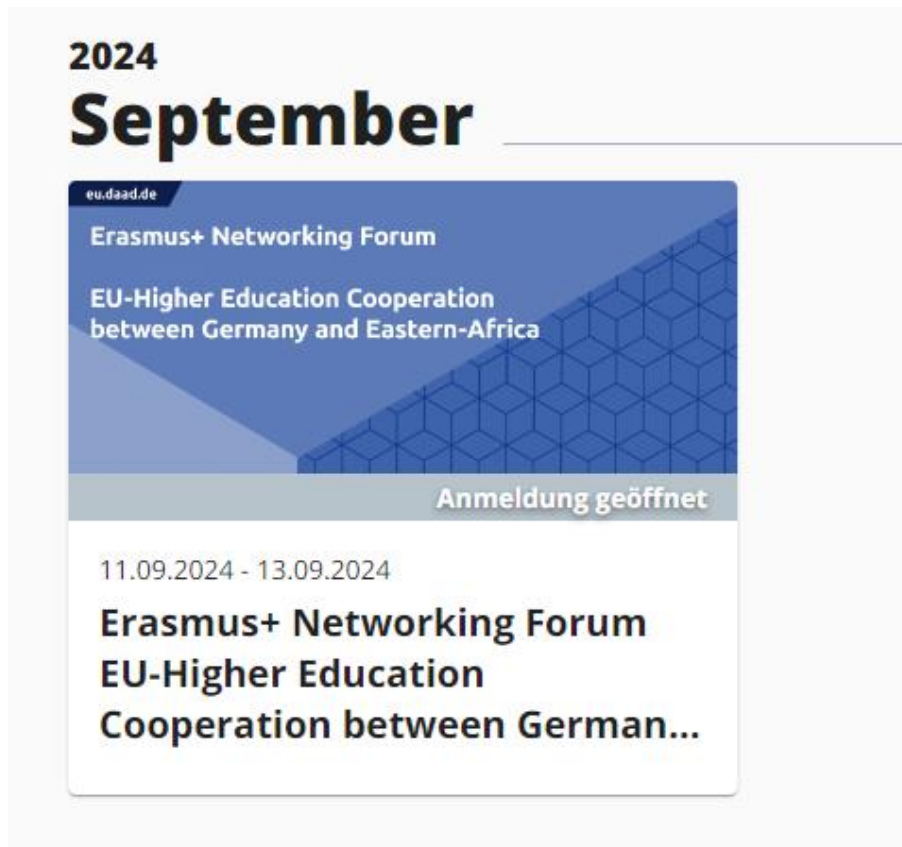 2024
September
eu.daad.de
Erasmus+ Networking Forum
EU-Higher Education Cooperation
between Germany and Eastern-Africa
Anmeldung geöffnet
11.09.2024 - 13.09.2024
Erasmus+ Networking Forum
EU-Higher Education
Cooperation between German...